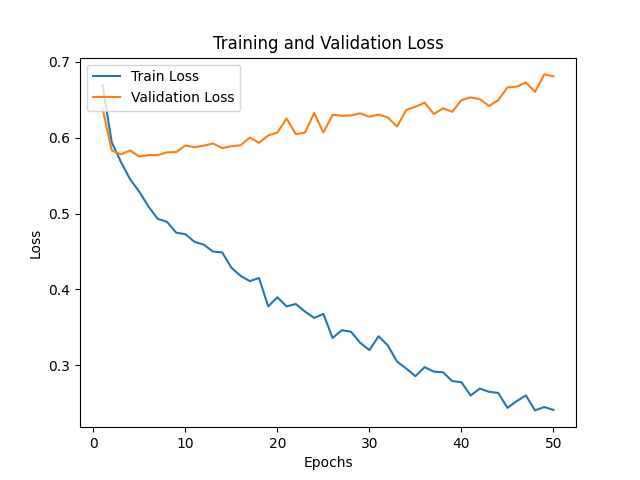 Training and Validation Loss
Train Loss
Validation Loss
0.7
0.6
0.5
0.4
0.3
Loss
0 10 20 30 40 50
Epochs